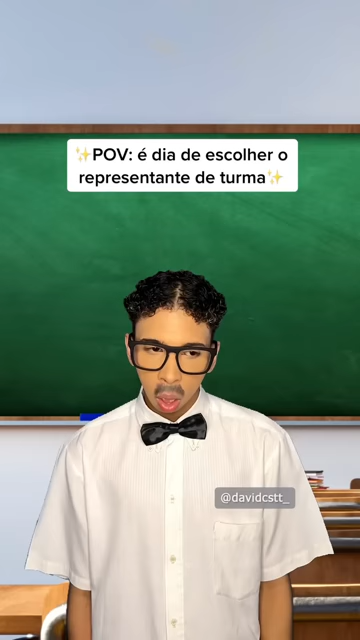 ✨POV: é dia de escolher o
representante de turma✨
@davidcstt_